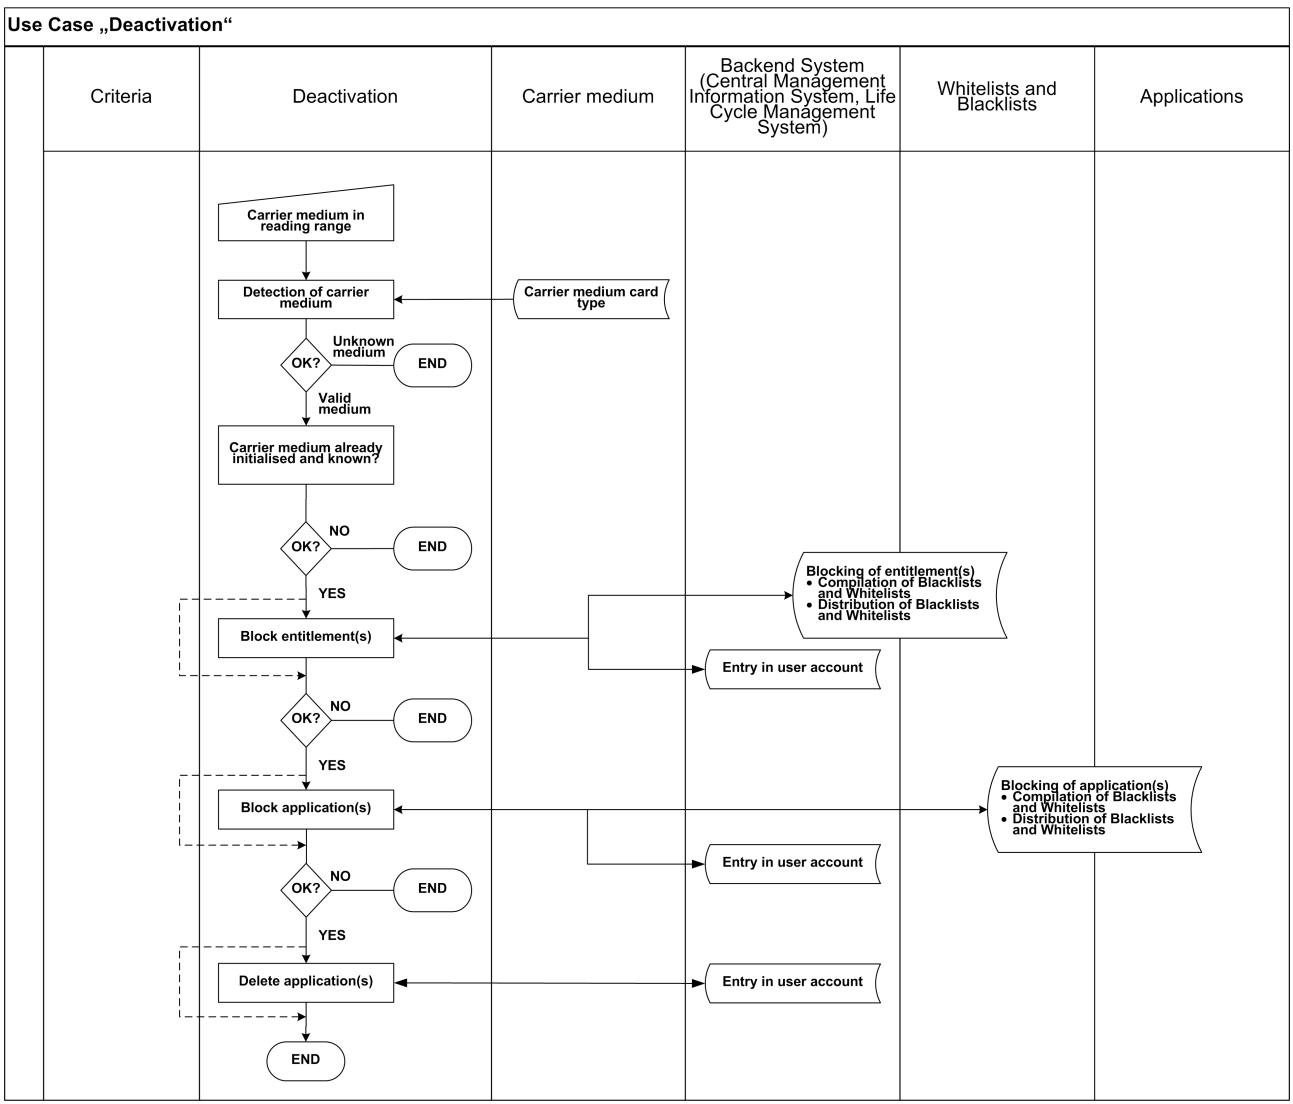 Use Case „Deactivation“
Criteria
Deactivation
Carrier medium
Backend System
(Central Management
Information System, Life
Cycle Management
System)
Whitelists and
Blacklists
Applications
Carrier medium in
reading range
Detection of carrier
medium
Carrier medium card
type
OK?
Unknown
medium
END
Valid
medium
Carrier medium already
initialised and known?
OK?
NO
END
YES
Blocking of entitlement(s)
• Compilation of Blacklists
and Whitelists
• Distribution of Blacklists
and Whitelists
Block entitlement(s)
Entry in user account
OK?
NO
END
YES
Blocking of application(s)
• Compilation of Blacklists
and Whitelists
• Distribution of Blacklists
and Whitelists
Block application(s)
Entry in user account
OK?
NO
END
YES
Delete application(s)
Entry in user account
END